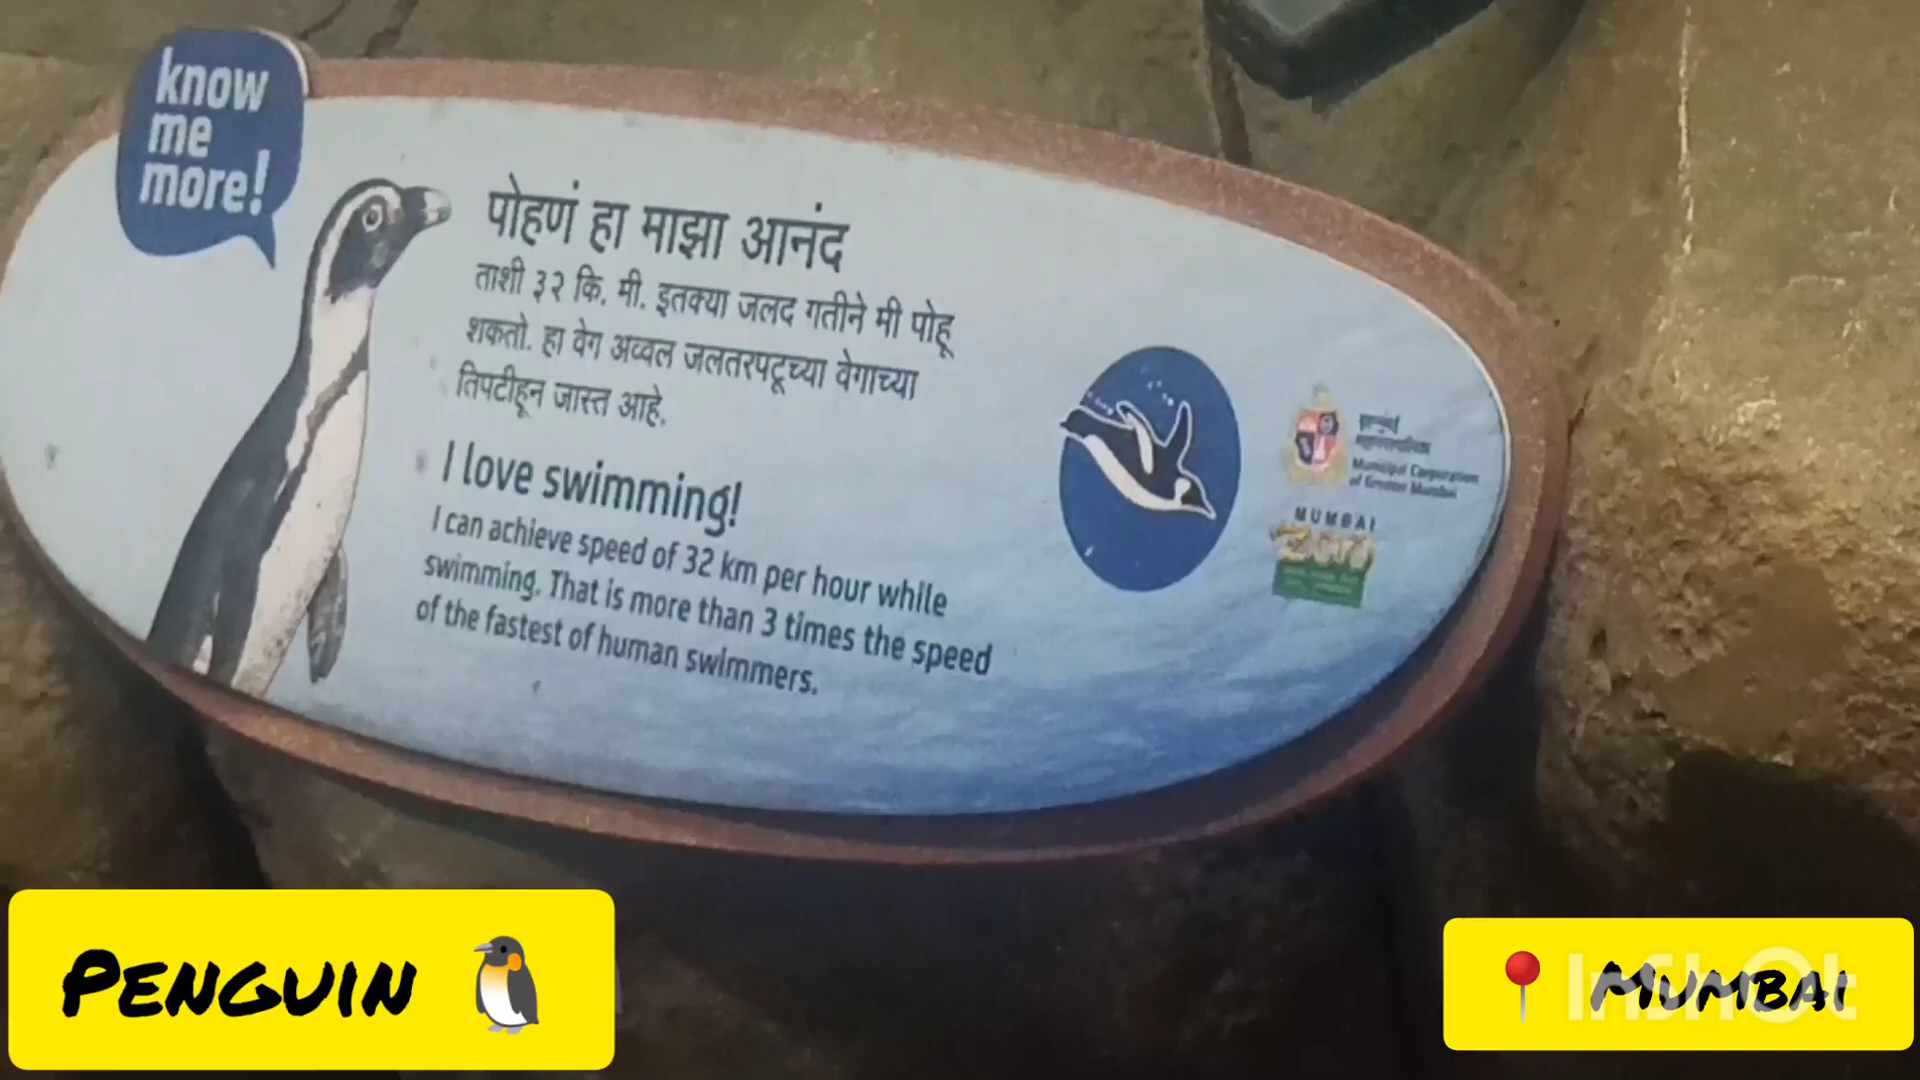 know
me
more!
पोहणं हा माझा आनंद
ताशी ३२ कि. मी. इतक्या जलद गतीने मी पोहू
शकतो. हा वेग अव्वल जलतरपटूच्या वेगाच्या
तिपटीहून जास्त आहे.
I love swimming!
I can achieve speed of 32 km per hour while
swimming. That is more than 3 times the speed
of the fastest of human swimmers.
Municipal Corporation
of Greater Mumbai
MUMBAI
ZOO
PENGUIN
MUMBAI
InShOt